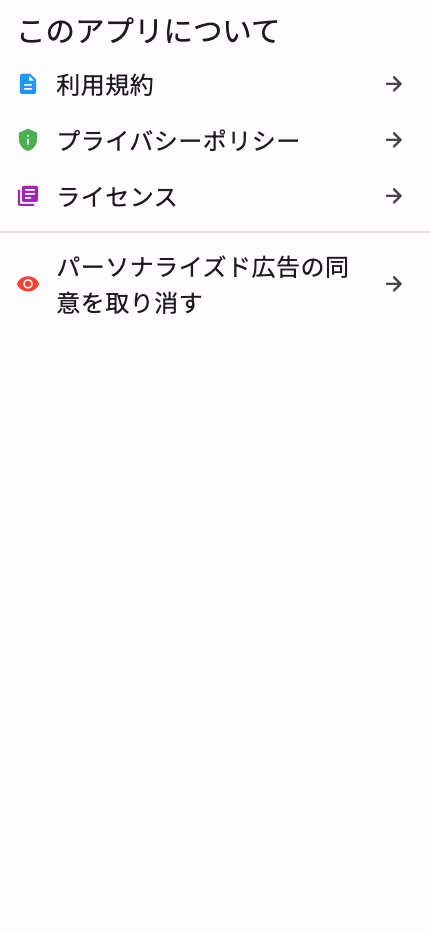 このアプリについて
利用規約
プライバシーポリシー
ライセンス
パーソナライズド広告の同
意を取り消す